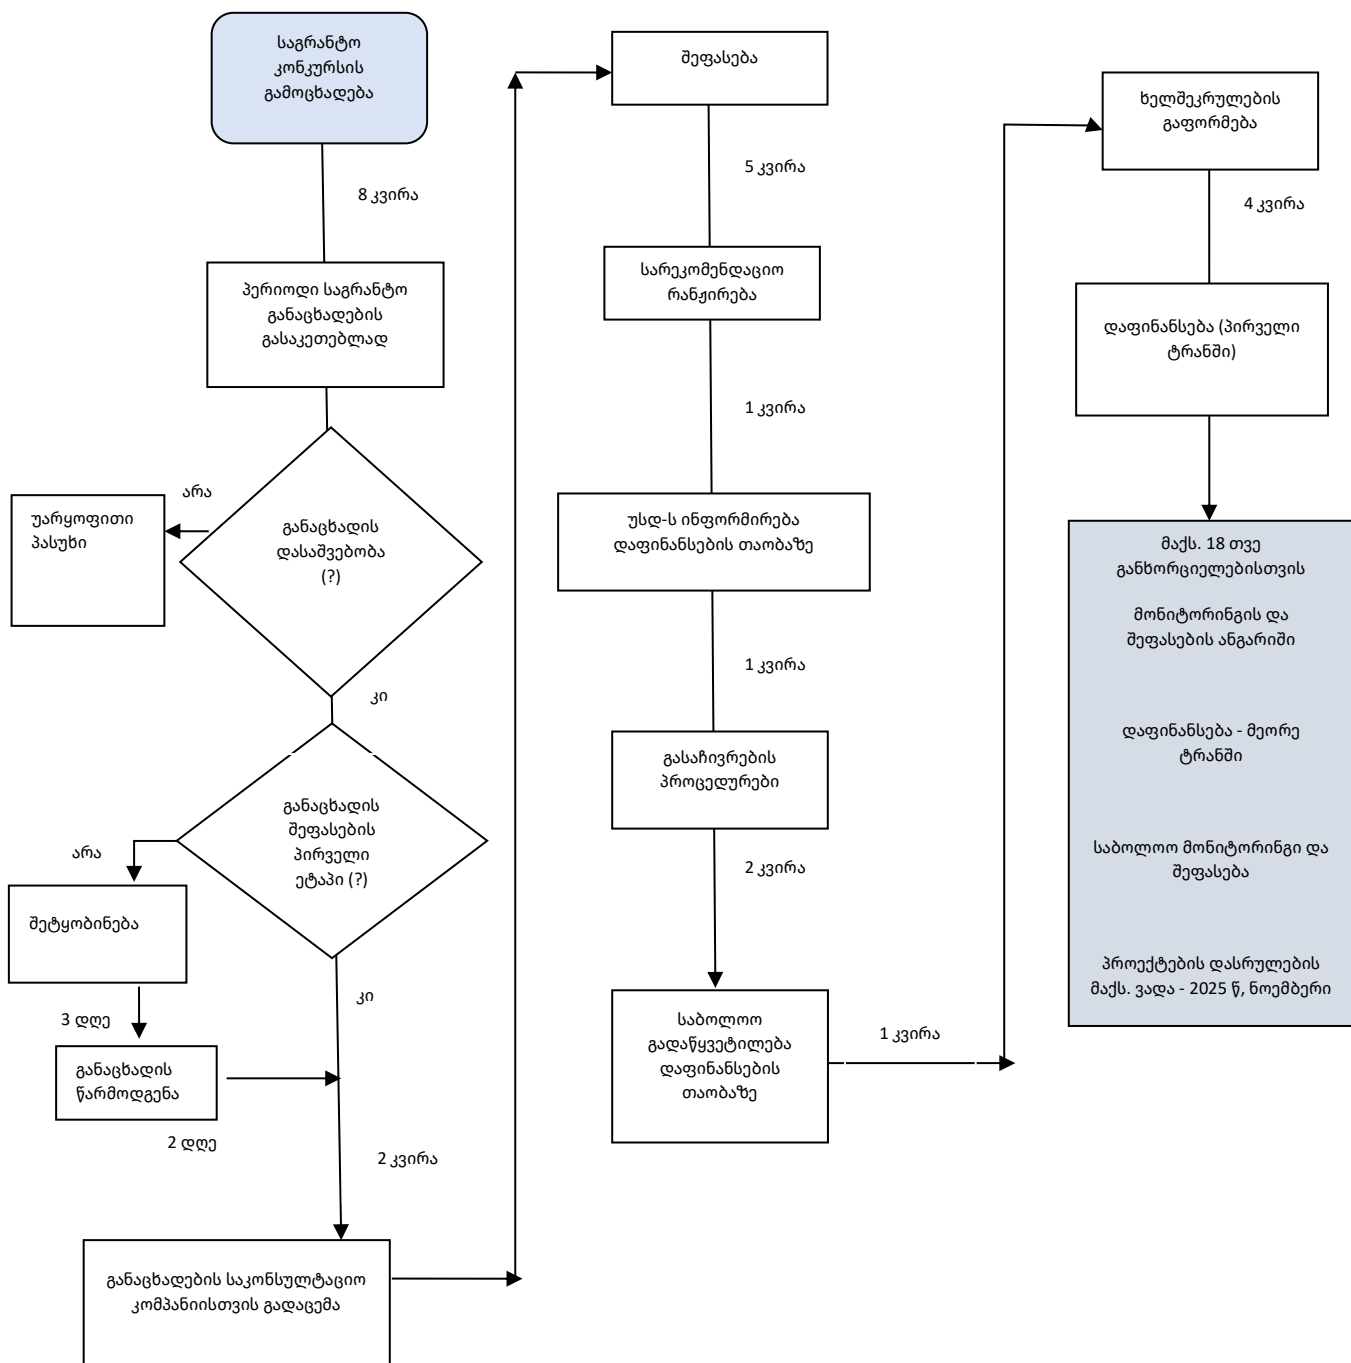 საგრანტო
კონკურსის
გამოცხადება
8 კვირა
პერიოდი საგრანტო
განაცხადების
გასაკეთებლად
განაცხადის
დასაშვებობა
(?)
არა
უარყოფითი
პასუხი
კი
განაცხადის
შეფასების
პირველი
ეტაპი (?)
არა
შეტყობინება
3 დღე
განაცხადის
წარმოდგენა
2 დღე
კი
2 კვირა
განაცხადების საკონსულტაციო
კომპანიისთვის გადაცემა
შეფასება
5 კვირა
სარეკომენდაციო
რანჟირება
1 კვირა
უსდ-ს ინფორმირება
დაფინანსების თაობაზე
1 კვირა
გასაჩივრების
პროცედურები
2 კვირა
საბოლოო
გადაწყვეტილება
დაფინანსების
თაობაზე
1 კვირა
ხელშეკრულების
გაფორმება
4 კვირა
დაფინანსება (პირველი
ტრანში)
მაქს. 18 თვე
განხორციელებისთვის
მონიტორინგის და
შეფასების ანგარიში
დაფინანსება - მეორე
ტრანში
საბოლოო მონიტორინგი და
შეფასება
პროექტების დასრულების
მაქს. ვადა - 2025 წ, ნოემბერი